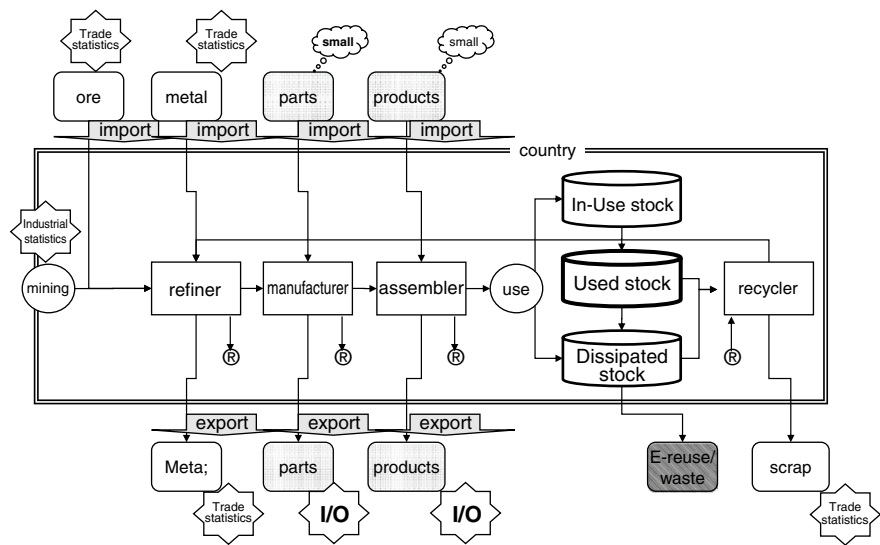 Trade
statistics
Trade
statistics
small
small
ore
metal
parts
products
import
import
import
import
country
Industrial
statistics
In-Use stock
mining
refiner
manufacturer
assembler
use
Used stock
recycler
Ⓡ
Ⓡ
Ⓡ
Dissipated
stock
Ⓡ
export
export
export
Meta;
parts
products
E-reuse/
waste
scrap
Trade
statistics
I/O
I/O
Trade
statistics